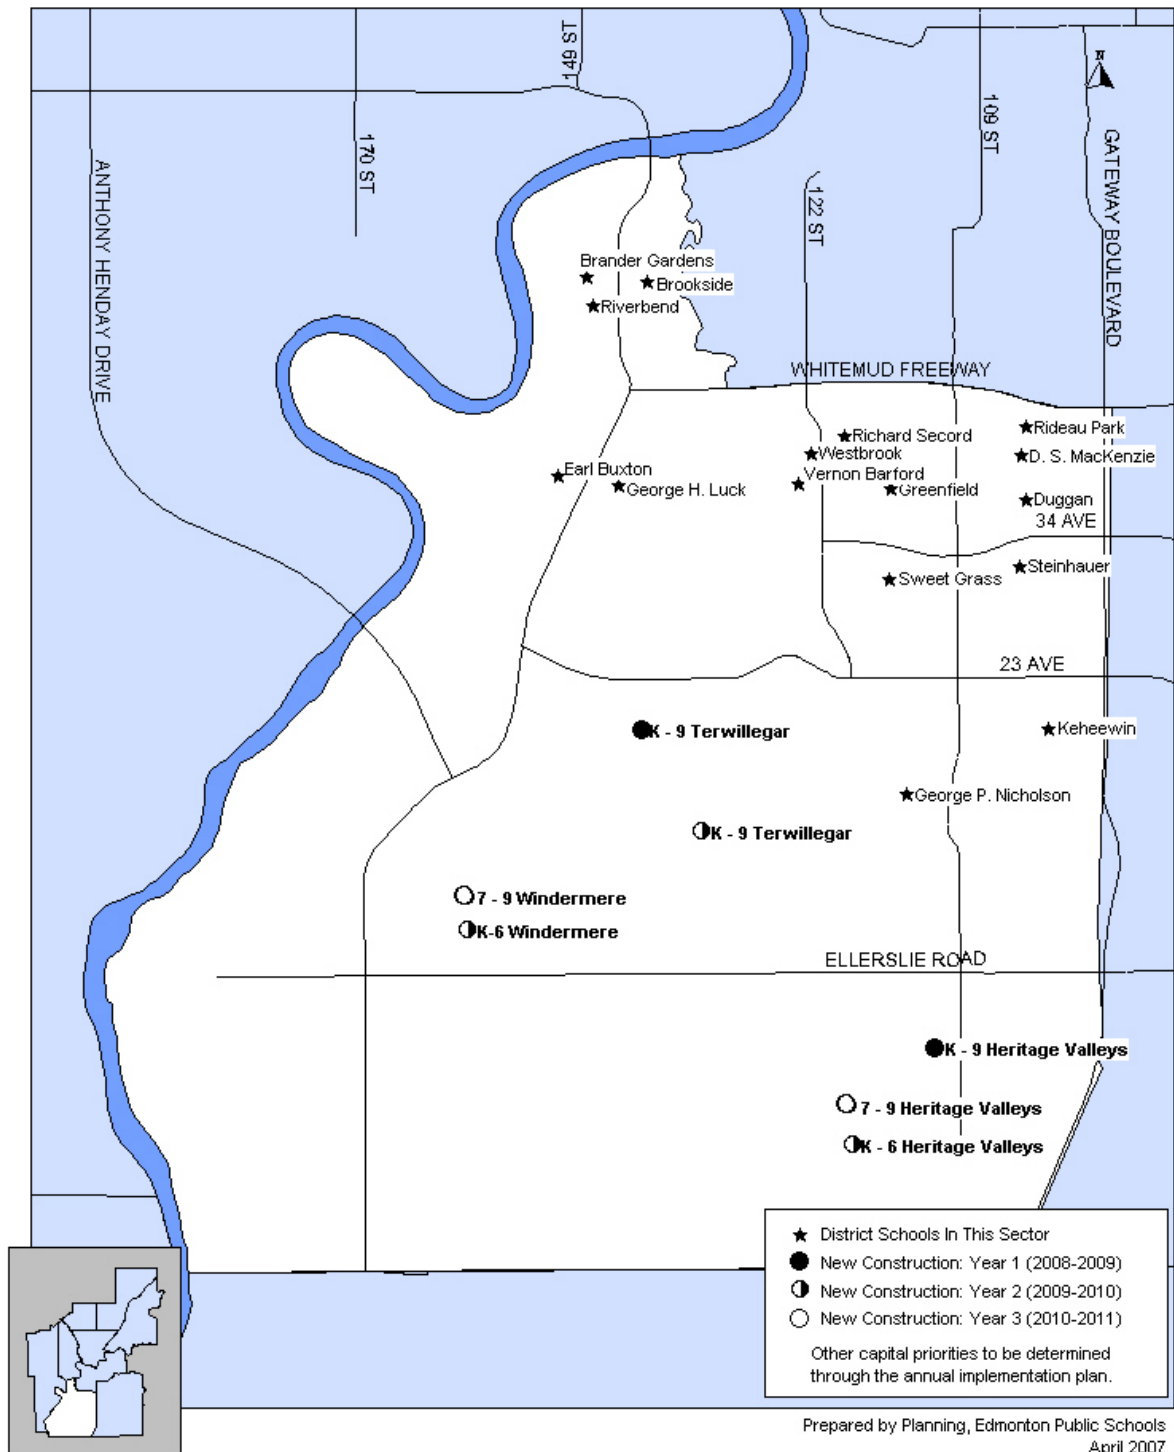 149 ST
N
109 ST
170 ST
ANTHONY HENDAY DRIVE
GATEWAY BOULEVARD
122 ST
Brander Gardens
Brookside
Riverbend
WHITEMUD FREEWAY
Rideau Park
Richard Secord
Westbrook
D. S. MacKenzie
Earl Buxton
Vernon Barford
George H. Luck
Greenfield
Duggan
34 AVE
Steinhauer
Sweet Grass
23 AVE
K - 9 Terwillegar
Keheewin
George P. Nicholson
K - 9 Terwillegar
7 - 9 Windermere
K-6 Windermere
ELLERSLIE ROAD
K - 9 Heritage Valleys
7 - 9 Heritage Valleys
K - 6 Heritage Valleys
District Schools In This Sector
New Construction: Year 1 (2008-2009)
New Construction: Year 2 (2009-2010)
New Construction: Year 3 (2010-2011)
Other capital priorities to be determined
through the annual implementation plan.
Prepared by Planning, Edmonton Public Schools
April 2007